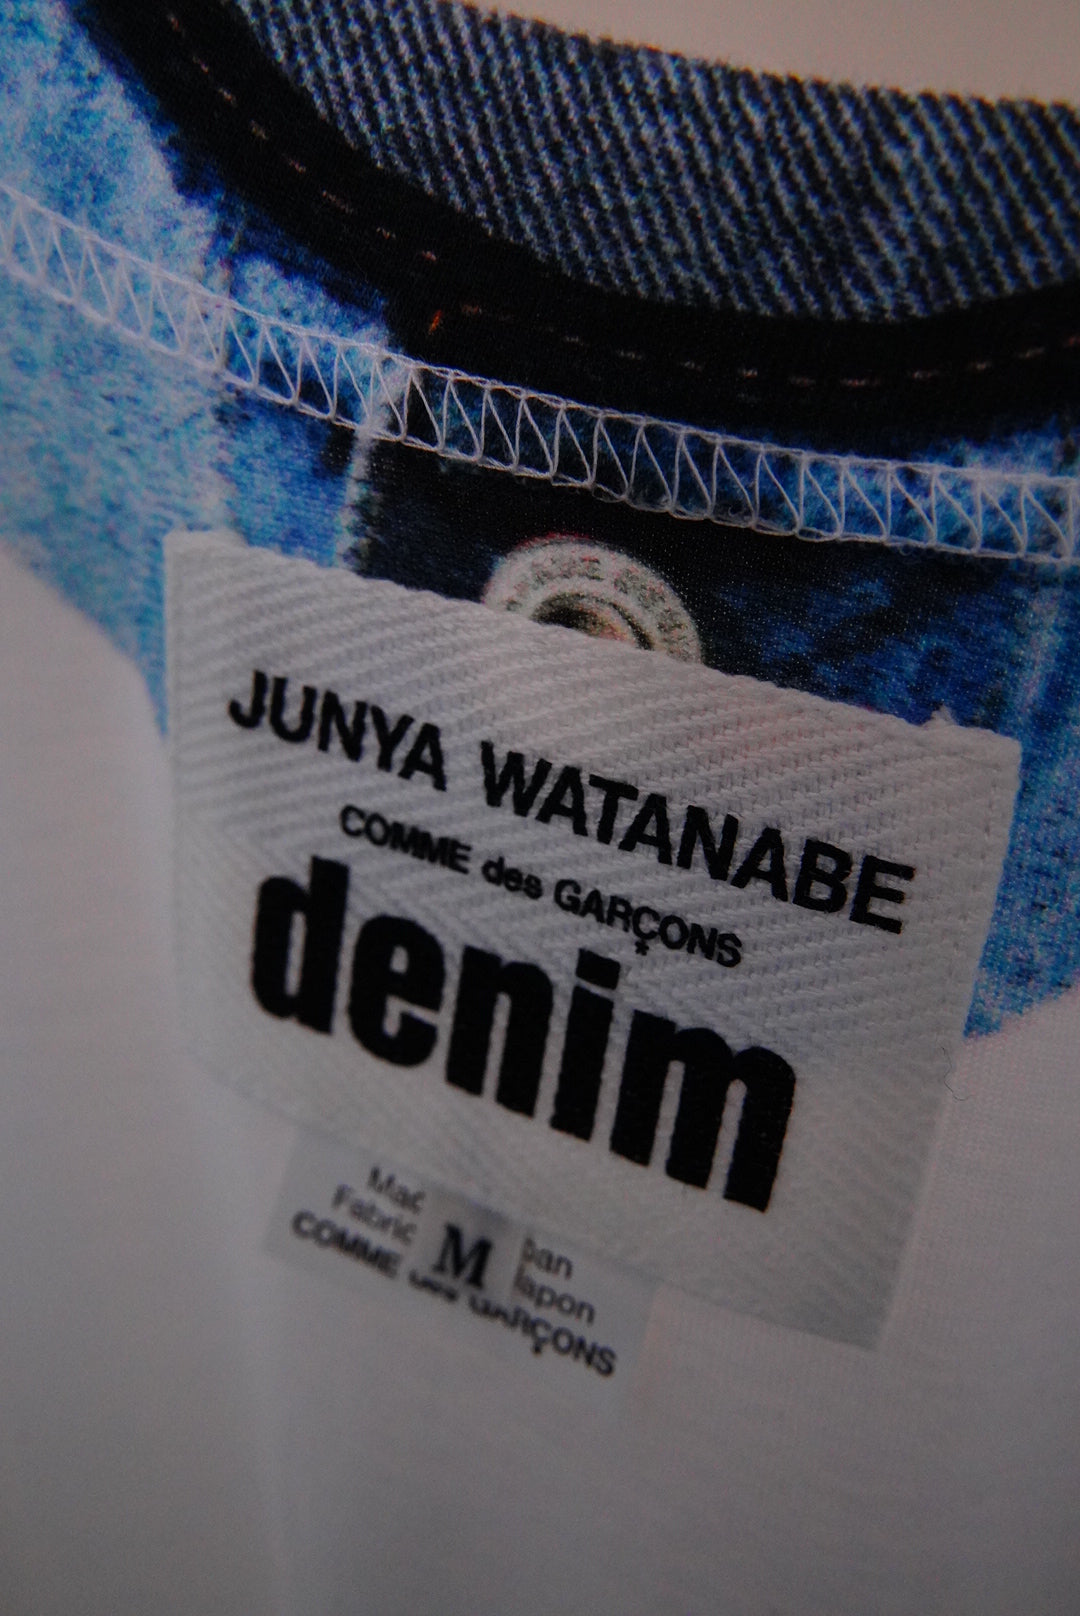 JUNYA WATANABE
COMME des GARÇONS
denim
M
COMME des GARÇONS